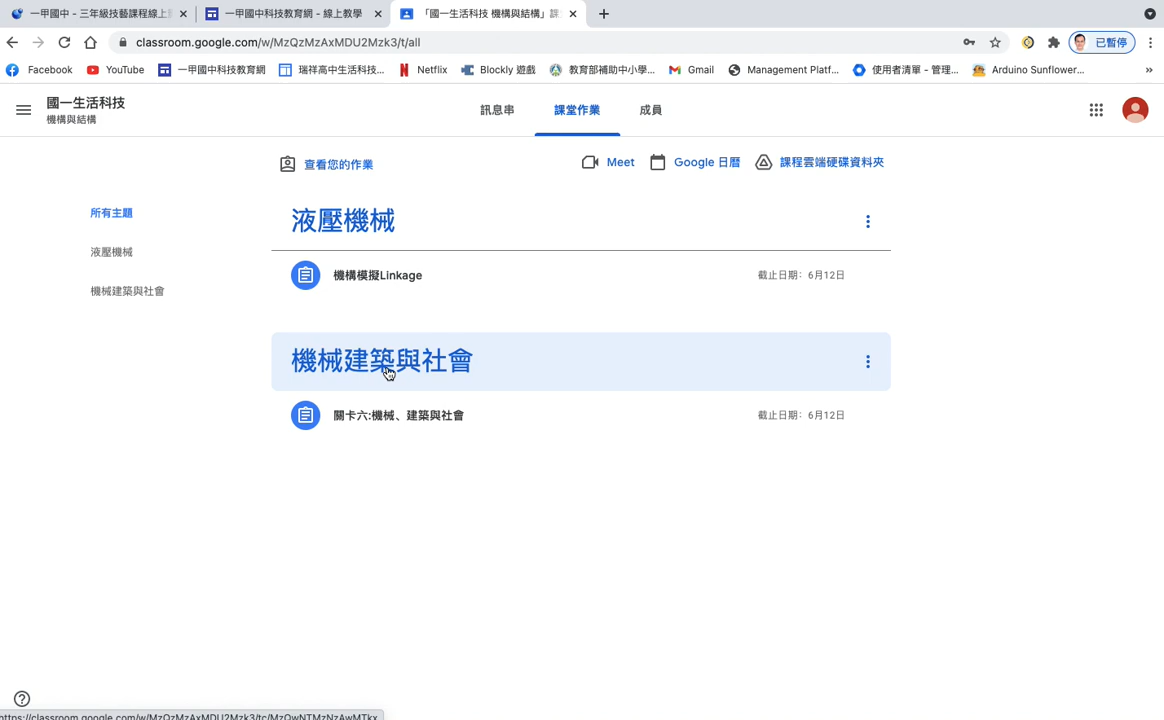 一甲國中 - 三年級技藝課程線上
一甲國中科技教育網 - 線上教學
「國一生活科技 機構與結構」課
classroom.google.com/w/MzQzMzAxMDU2Mzk3/t/all
已暫停
Facebook
YouTube
一甲國中科技教育網
瑞祥高中生活科技...
Netflix
Blockly 遊戲
教育部補助中小學...
Gmail
Management Platf...
使用者清單 - 管理...
Arduino Sunflower...
國一生活科技
機構與結構
訊息串
課堂作業
成員
查看您的作業
Meet
Google 日曆
課程雲端硬碟資料夾
所有主題
液壓機械
機械建築與社會
液壓機械
機構模擬Linkage
截止日期：6月12日
機械建築與社會
關卡六:機械、建築與社會
截止日期：6月12日
https://classroom.google.com/w/MzQzMzAxMDU2Mzk3/tc/MzQwNTMzNzAwMTkx